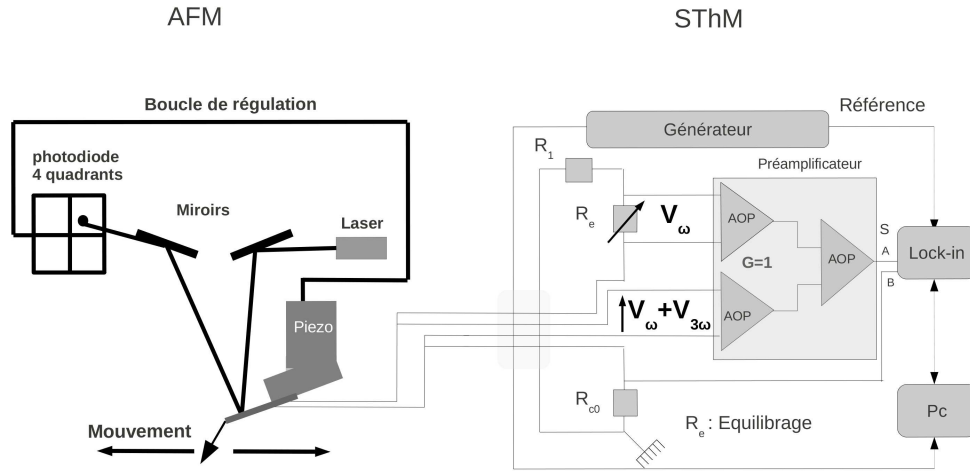 AFM
SThM
Boucle de régulation
photodiode
4 quadrants
Miroirs
Laser
Piezo
Mouvement
Générateur
Référence
R1
Préamplificateur
Re
Vω
AOP
AOP
AOP
G=1
S
A
B
Lock-in
Vω+V3ω
Rc0
Re: Equilibrage
Pc